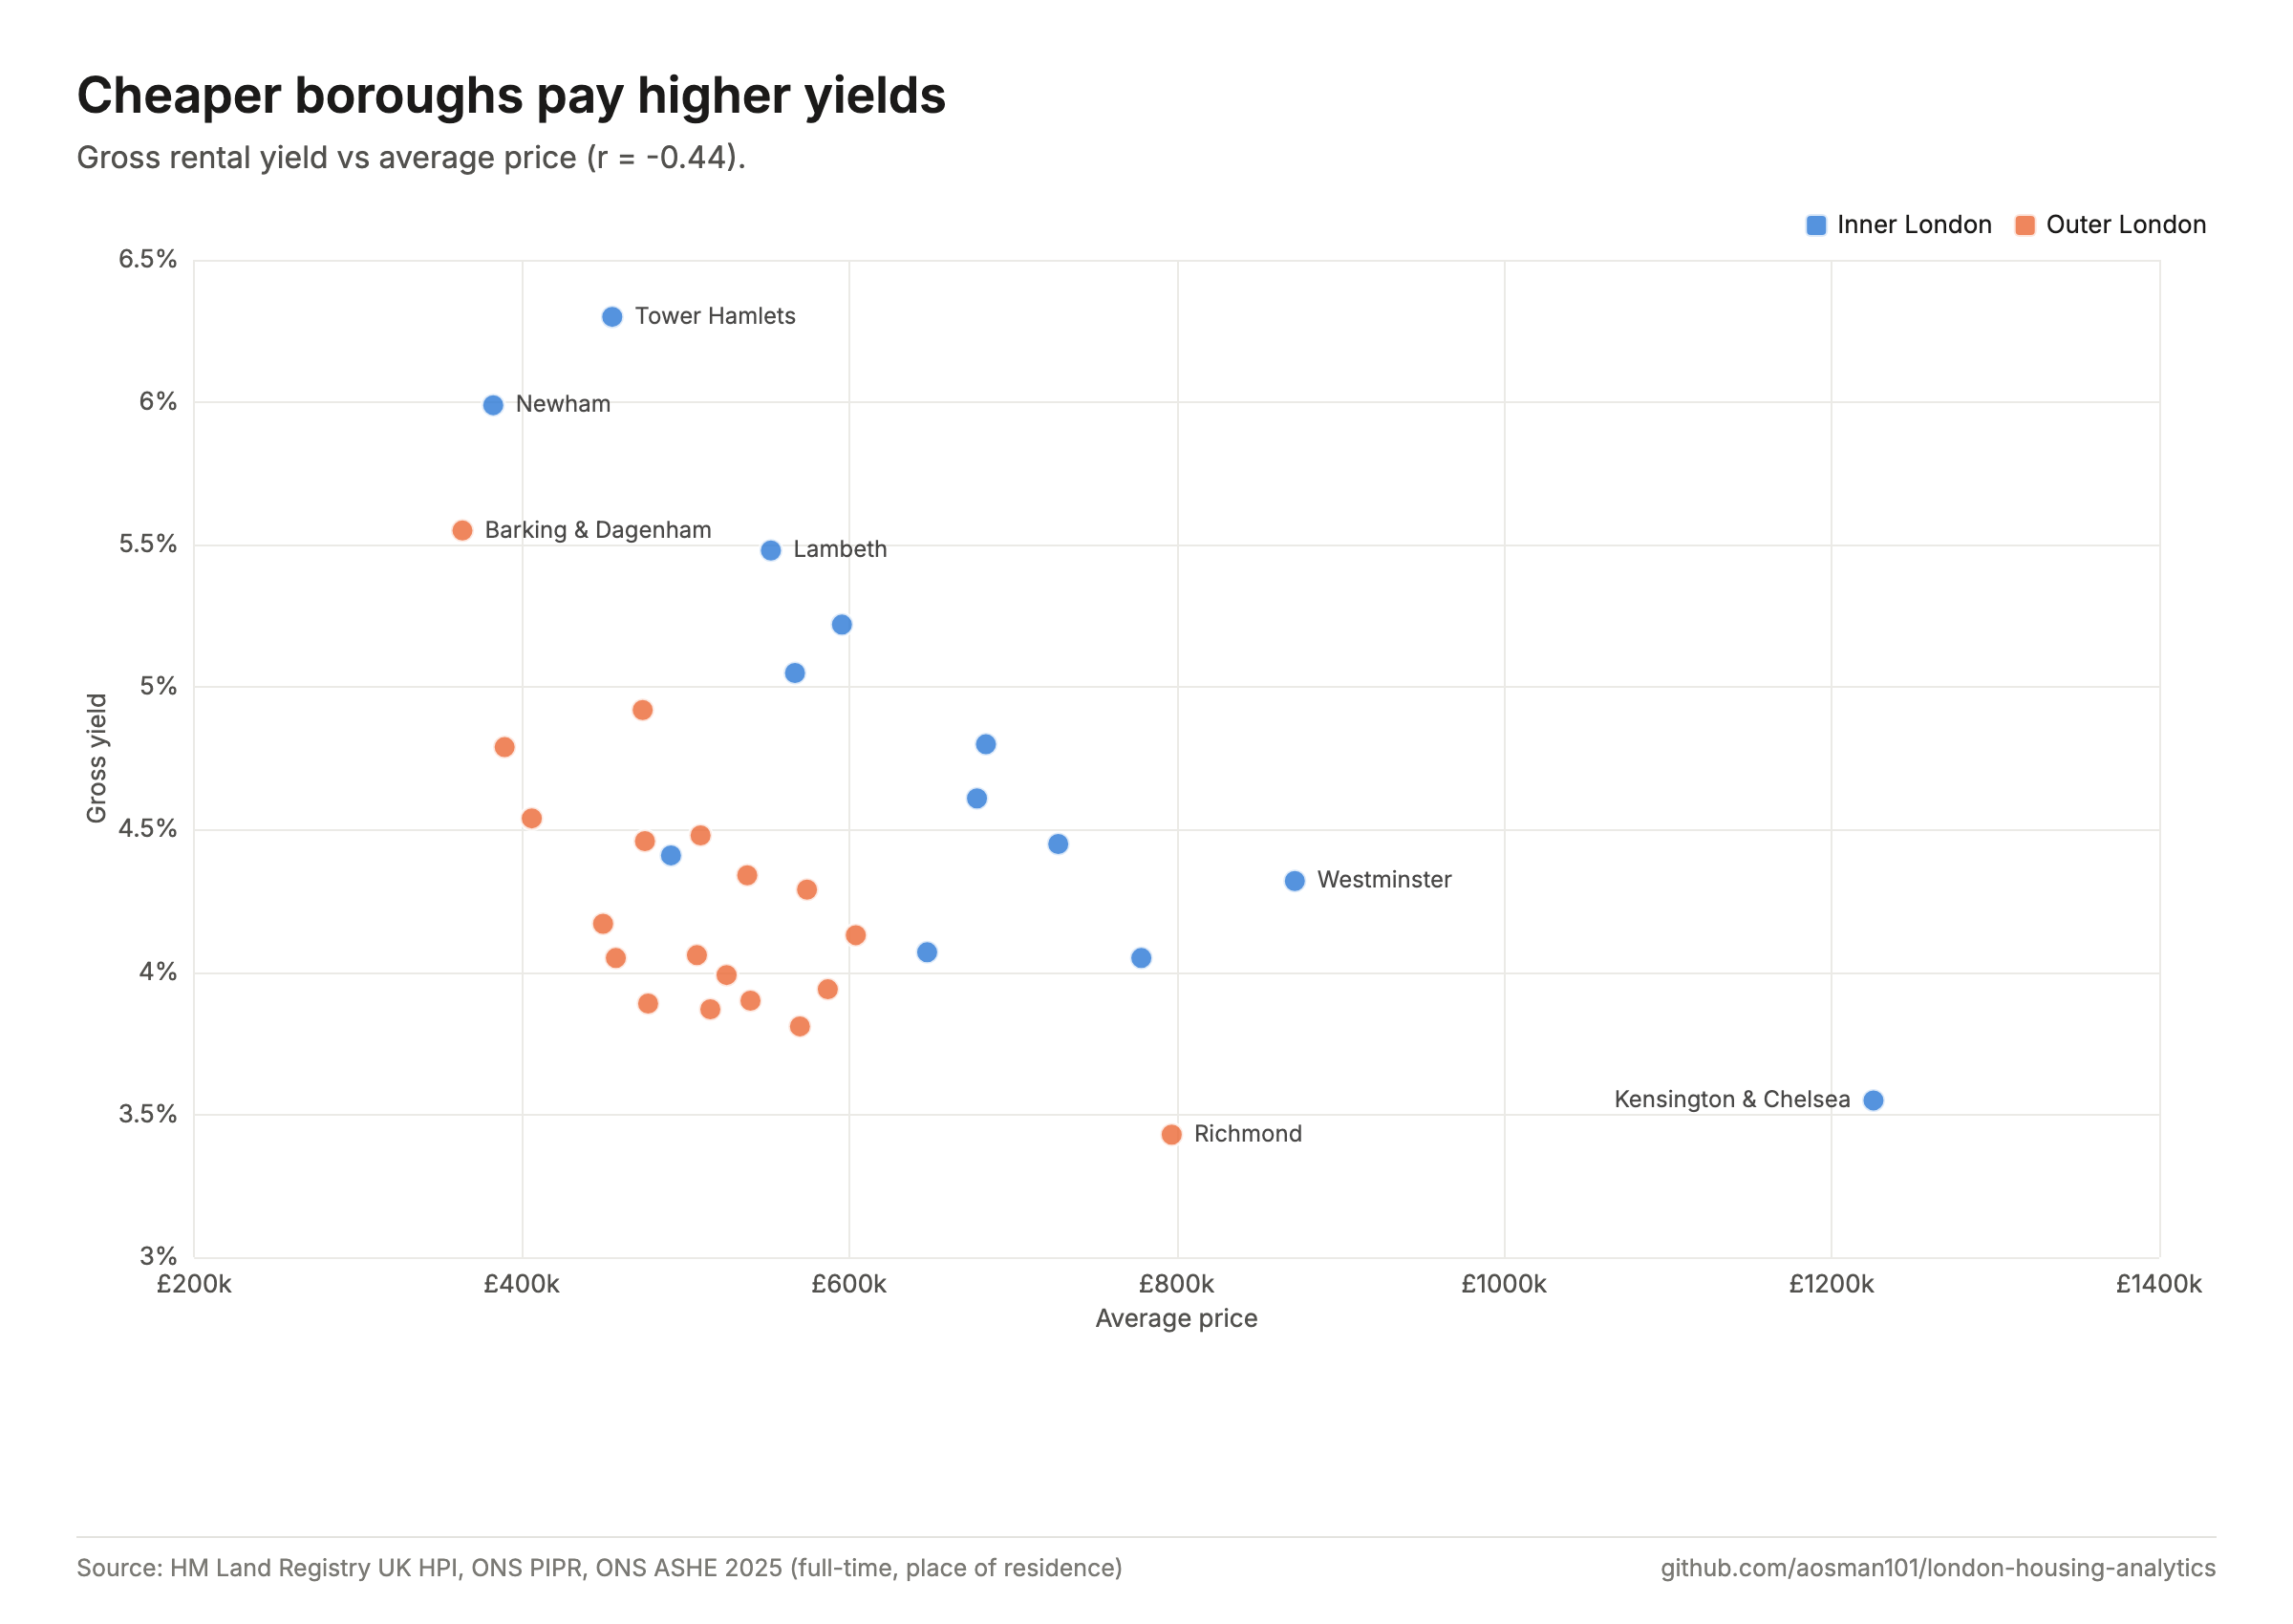 Cheaper boroughs pay higher yields
Gross rental yield vs average price (r = -0.44).
Inner London
Outer London
6.5%
Tower Hamlets
6%
Newham
Barking & Dagenham
5.5%
Lambeth
5%
Gross yield
4.5%
Westminster
4%
Kensington & Chelsea
3.5%
Richmond
3%
£200k
£400k
£600k
£800k
£1000k
£1200k
£1400k
Average price
Source: HM Land Registry UK HPI, ONS PIPR, ONS ASHE 2025 (full-time, place of residence)
github.com/aosman101/london-housing-analytics